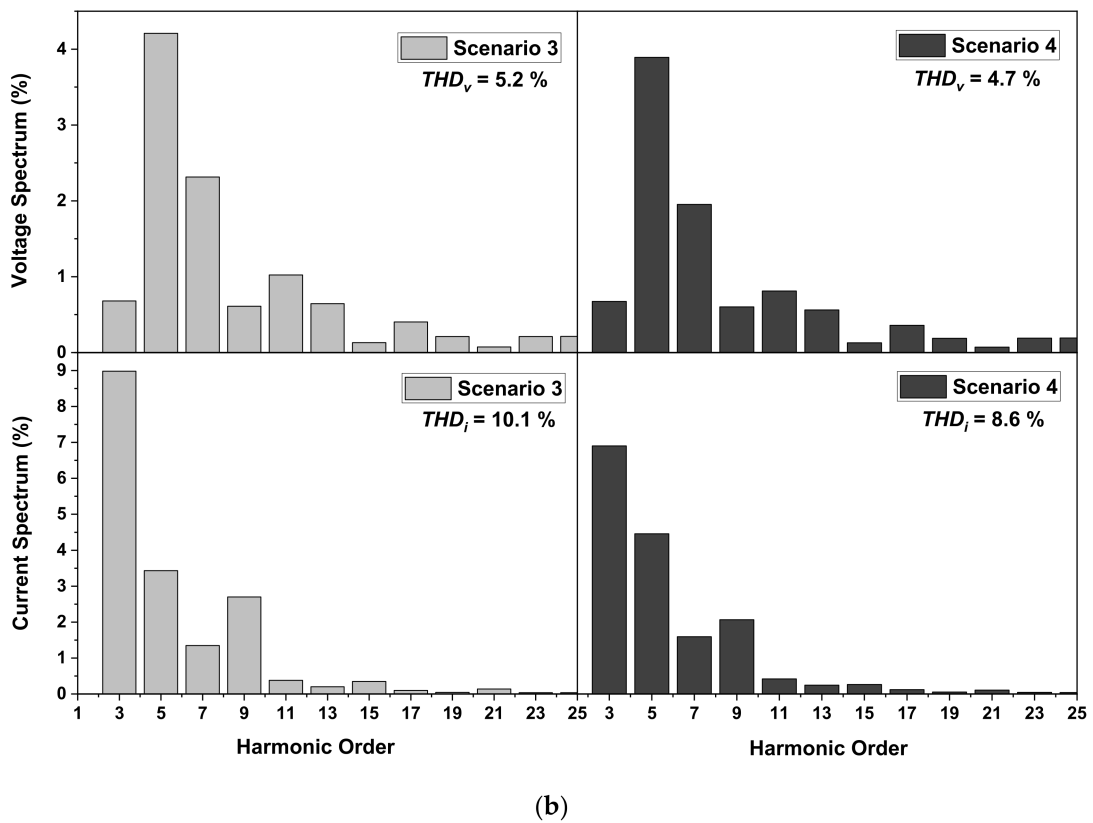 Scenario 3
THDv = 5.2 %
Scenario 4
THDv = 4.7 %
Voltage Spectrum (%)
4
3
2
1
0
Scenario 3
THDi = 10.1 %
Scenario 4
THDi = 8.6 %
Current Spectrum (%)
9
8
7
6
5
4
3
2
1
0
1 3 5 7 9 11 13 15 17 19 21 23 25 3 5 7 9 11 13 15 17 19 21 23 25
Harmonic Order Harmonic Order
(b)